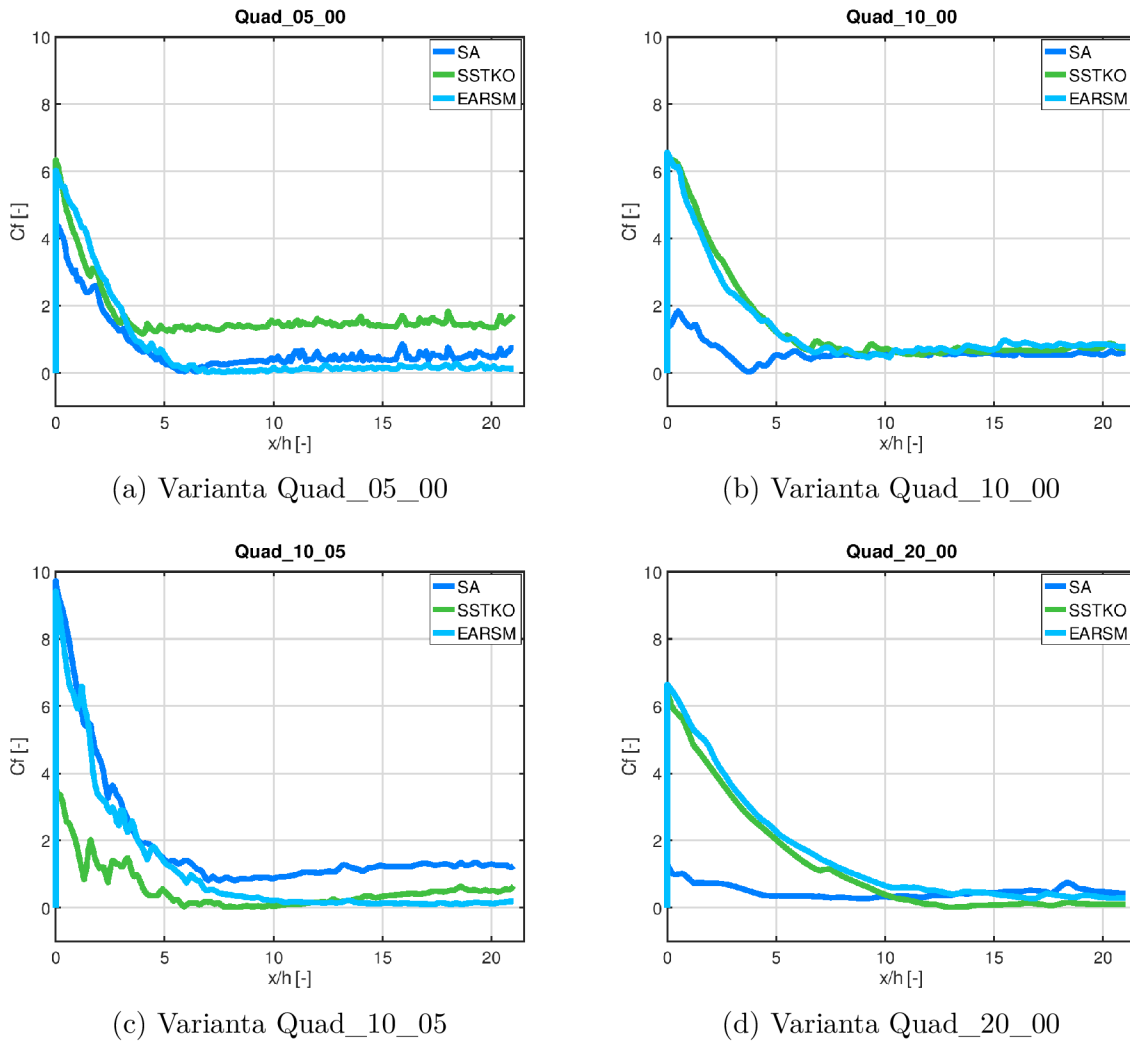 Quad_05_00
10
8
6
4
2
0
Cf [-]
SA
SSTKO
EARSM
0 5 10 15 20
x/h [-]
(a) Varianta Quad_05_00
Quad_10_00
10
8
6
4
2
0
Cf [-]
SA
SSTKO
EARSM
0 5 10 15 20
x/h [-]
(b) Varianta Quad_10_00
Quad_10_05
10
8
6
4
2
0
Cf [-]
SA
SSTKO
EARSM
0 5 10 15 20
x/h [-]
(c) Varianta Quad_10_05
Quad_20_00
10
8
6
4
2
0
Cf [-]
SA
SSTKO
EARSM
0 5 10 15 20
x/h [-]
(d) Varianta Quad_20_00